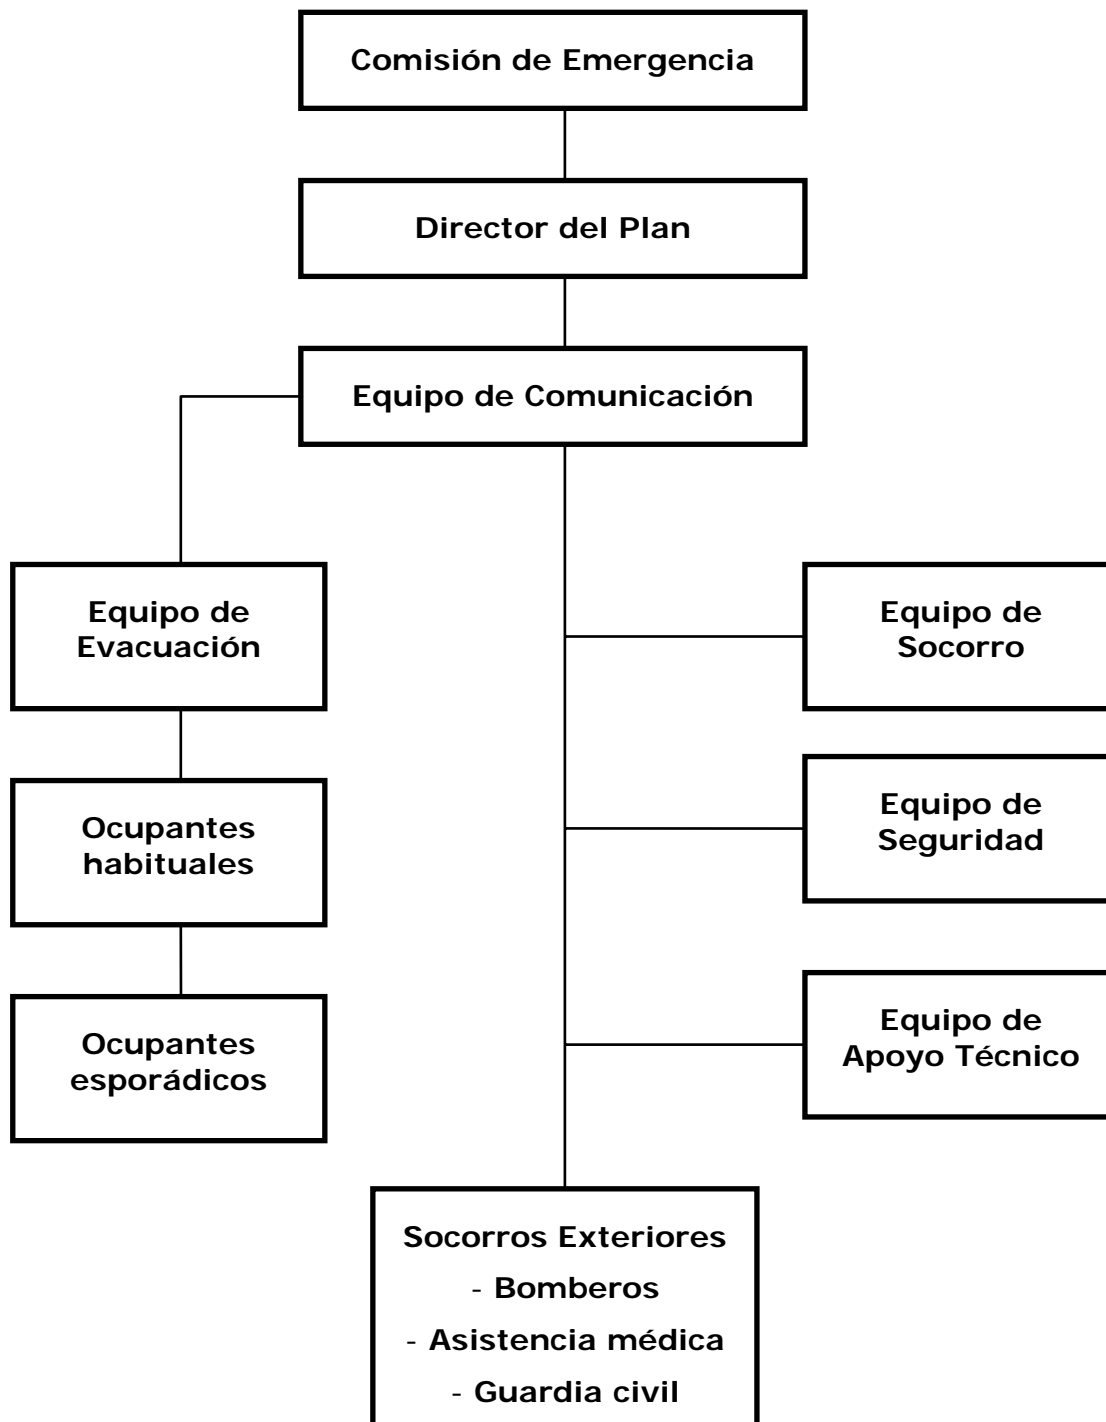 Comisión de Emergencia
Director del Plan
Equipo de Comunicación
Equipo de
Evacuación
Equipo de
Socorro
Equipo de
Seguridad
Ocupantes
habituales
Ocupantes
esporádicos
Equipo de
Apoyo Técnico
Socorros Exteriores
- Bomberos
- Asistencia médica
- Guardia civil